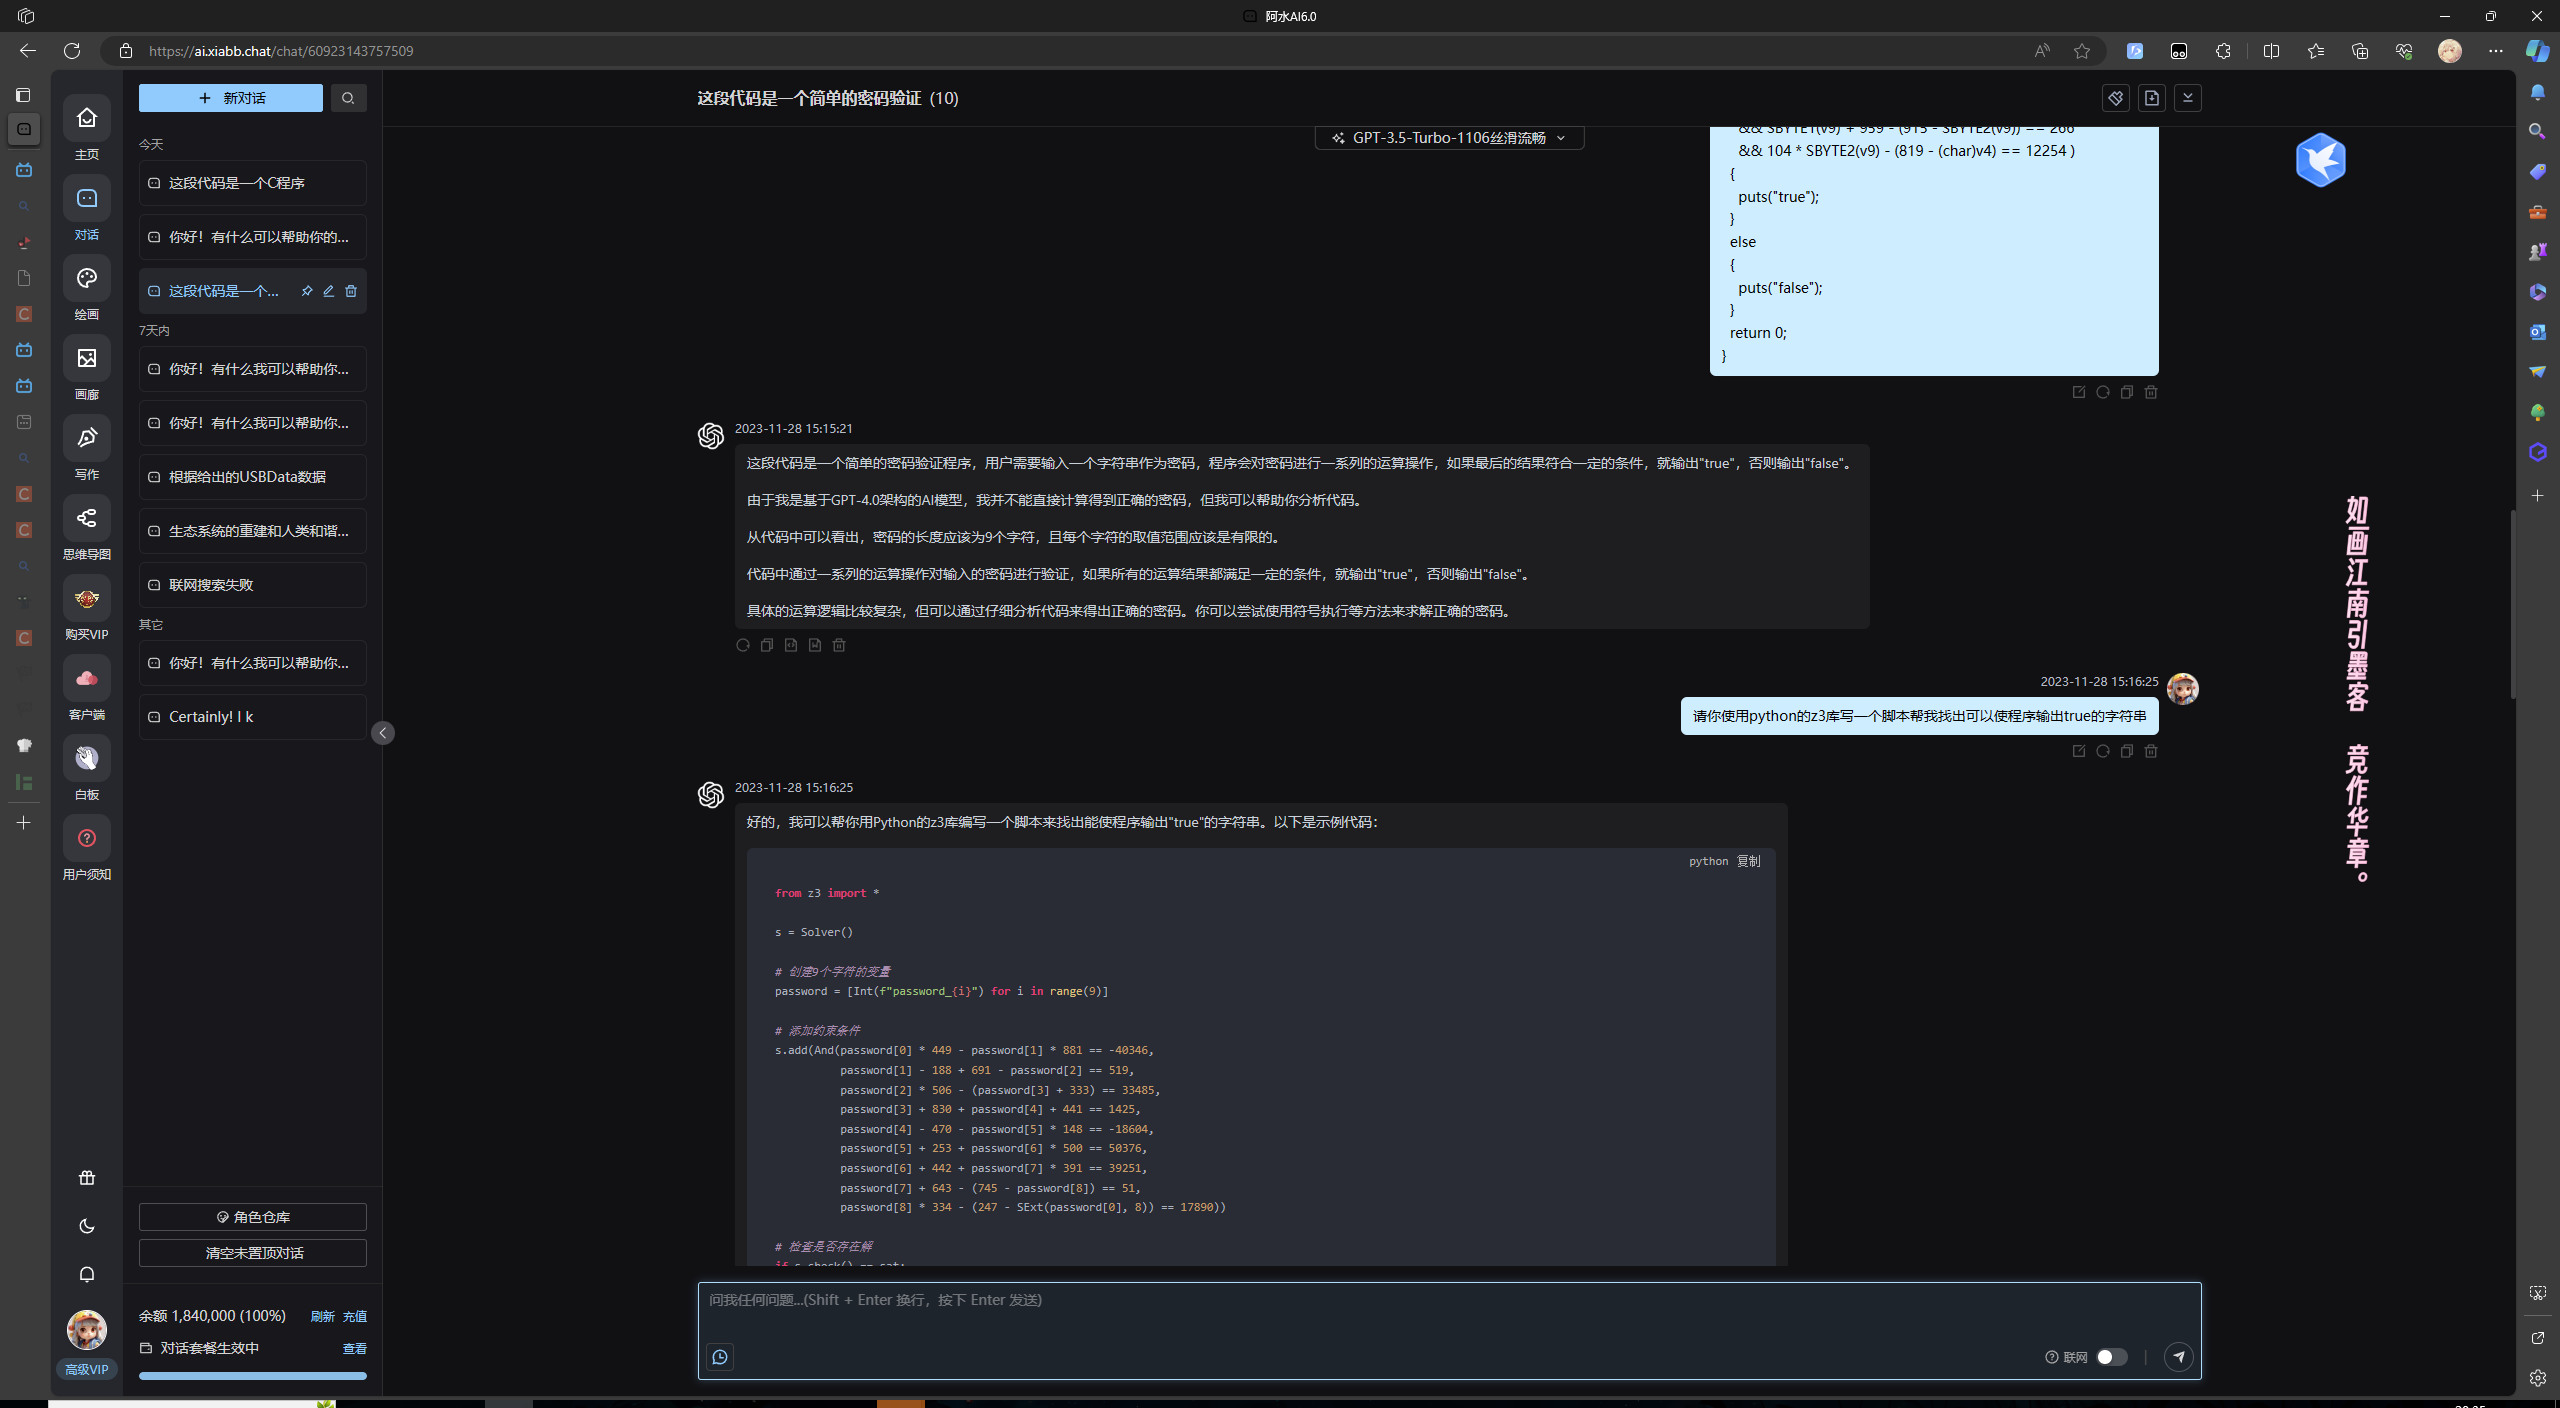 阿水AI6.0
https://ai.xiabb.chat/chat/60923143757509
主页
对话
绘画
画廊
写作
思维导图
购买VIP
客户端
白板
用户须知
高级VIP
新对话
今天
这段代码是一个C程序
你好！有什么可以帮助你的...
这段代码是一个...
7天内
你好！有什么我可以帮助你...
你好！有什么我可以帮助你...
根据给出的USBData数据
生态系统的重建和人类和谐...
联网搜索失败
其它
你好！有什么我可以帮助你...
Certainly! I k
角色仓库
清空未置顶对话
余额 1,840,000 (100%) 刷新 充值
对话套餐生效中 查看
这段代码是一个简单的密码验证 (10)
GPT-3.5-Turbo-1106丝滑流畅
&& SBYTE1(v9) + 959 - (915 - SBYTE2(v9)) == 266
&& 104 * SBYTE2(v9) - (819 - (char)v4) == 12254 )
{
puts("true");
}
else
{
puts("false");
}
return 0;
}
2023-11-28 15:15:21
这段代码是一个简单的密码验证程序，用户需要输入一个字符串作为密码，程序会对密码进行一系列的运算操作，如果最后的结果符合一定的条件，就输出"true"，否则输出"false"。
由于我是基于GPT-4.0架构的AI模型，我并不能直接计算得到正确的密码，但我可以帮助你分析代码。
从代码中可以看出，密码的长度应该为9个字符，且每个字符的取值范围应该是有限的。
代码中通过一系列的运算操作对输入的密码进行验证，如果所有的运算结果都满足一定的条件，就输出"true"，否则输出"false"。
具体的运算逻辑比较复杂，但可以通过仔细分析代码来得出正确的密码。你可以尝试使用符号执行等方法来求解正确的密码。
2023-11-28 15:16:25
请你使用python的z3库写一个脚本帮我找出可以使程序输出true的字符串
2023-11-28 15:16:25
好的，我可以帮你用Python的z3库编写一个脚本来找出能使程序输出"true"的字符串。以下是示例代码：
python 复制
from z3 import *
s = Solver()
# 创建9个字符的变量
password = [Int(f"password_{i}") for i in range(9)]
# 添加约束条件
s.add(And(password[0] * 449 - password[1] * 881 == -40346,
password[1] - 188 + 691 - password[2] == 519,
password[2] * 506 - (password[3] + 333) == 33485,
password[3] + 830 + password[4] + 441 == 1425,
password[4] - 470 - password[5] * 148 == -18604,
password[5] + 253 + password[6] * 500 == 50376,
password[6] + 442 + password[7] * 391 == 39251,
password[7] + 643 - (745 - password[8]) == 51,
password[8] * 334 - (247 - SExt(password[0], 8)) == 17890))
# 检查是否存在解
if s.check() == sat:
问我任何问题...(Shift + Enter 换行，按下 Enter 发送)
联网
如画江南引墨客 竞作华章。